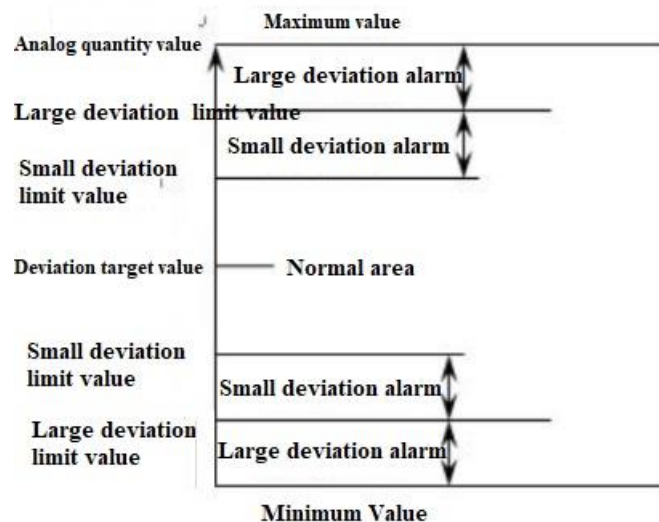 Maximum value
Analog quantity value
Large deviation alarm
Large deviation limit value
Small deviation alarm
Small deviation
limit value
Deviation target value
Normal area
Small deviation
limit value
Small deviation alarm
Large deviation
limit value
Large deviation alarm
Minimum Value